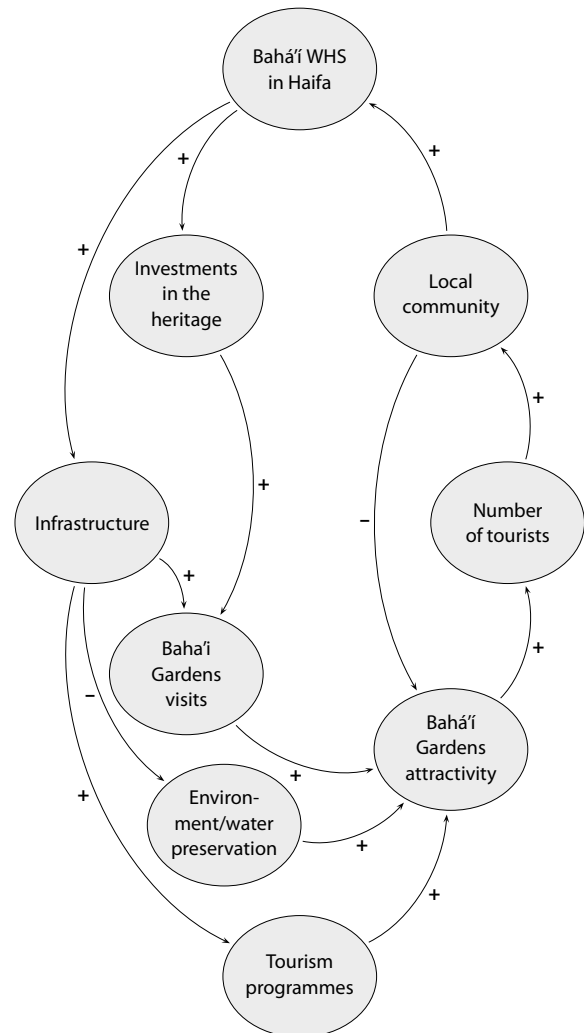 Bahá’í WHS
in Haifa
+
+
+
Investments
in the
heritage
Local
community
+
+
Infrastructure
–
Number
of tourists
+
Baha’i
Gardens
visits
–
+
Bahá’í
Gardens
attractivity
+
+
Environ-
ment/water
preservation
+
+
Tourism
programmes